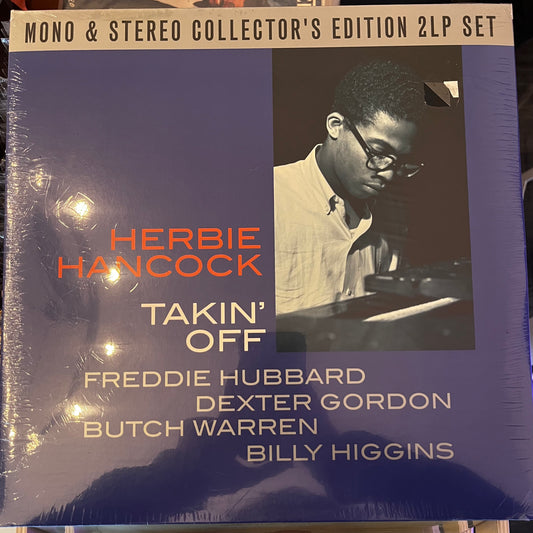 MONO & STEREO COLLECTOR'S EDITION 2LP SET
HERBIE
HANCOCK
TAKIN'
OFF
FREDDIE HUBBARD
DEXTER GORDON
BUTCH WARREN
BILLY HIGGINS